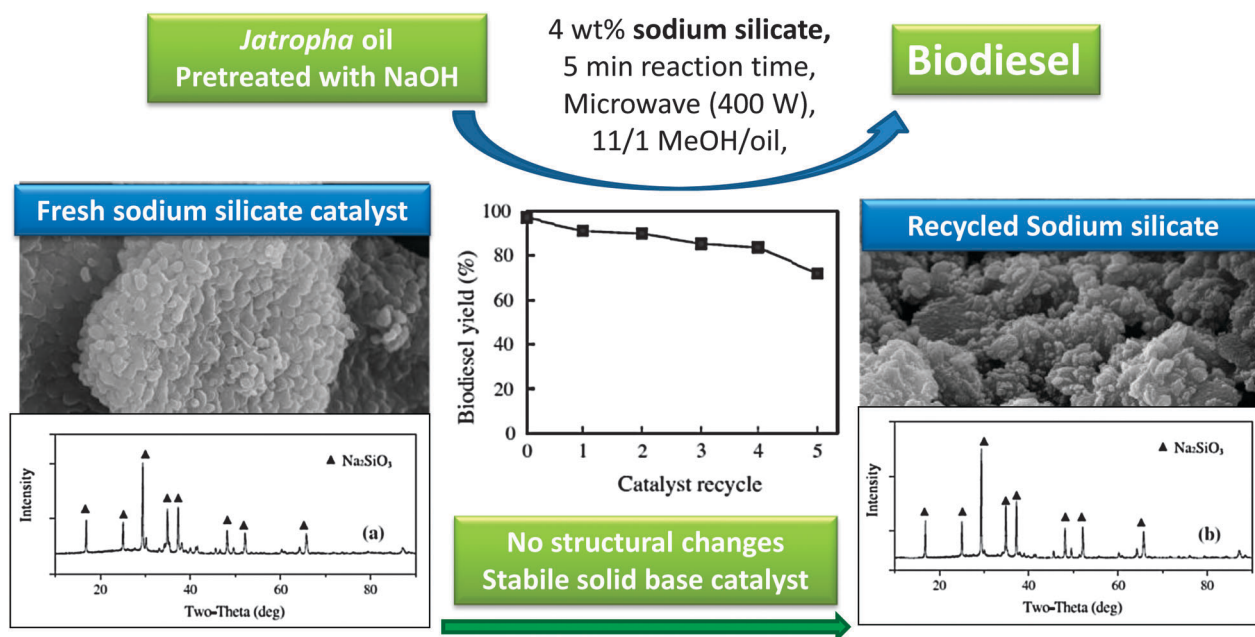 Jatropha oil
Pretreated with NaOH
4 wt% sodium silicate,
5 min reaction time,
Microwave (400 W),
11/1 MeOH/oil,
Biodiesel
Fresh sodium silicate catalyst
Recycled Sodium silicate
Biodiesel yield (%)
100
80
60
40
20
0
0 1 2 3 4 5
Catalyst recycle
Intensity
▲ Na₂SiO₃
(a)
20 40 60 80
Two-Theta (deg)
Intensity
▲ Na₂SiO₃
(b)
20 40 60 80
Two-Theta (deg)
No structural changes
Stabile solid base catalyst